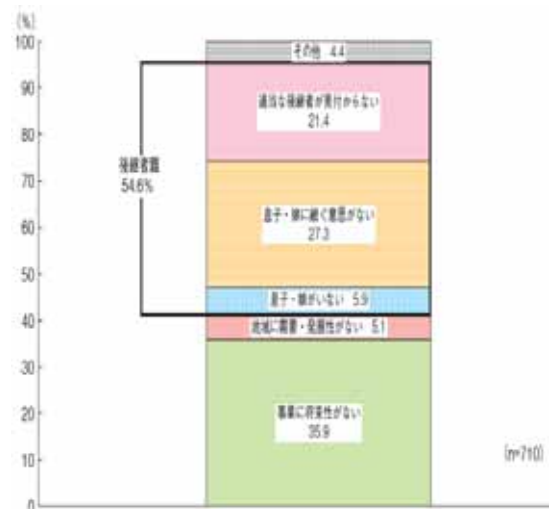 (%)
100
90
80
70
60
50
40
30
20
10
0
その他 4.4
適当な後継者が見付からない
21.4
後継者難
54.6%
息子・娘に継ぐ意思がない
27.3
息子・娘がいない 5.9
地域に需要・発展性がない 5.1
事業に将来性がない
35.9
(n=710)